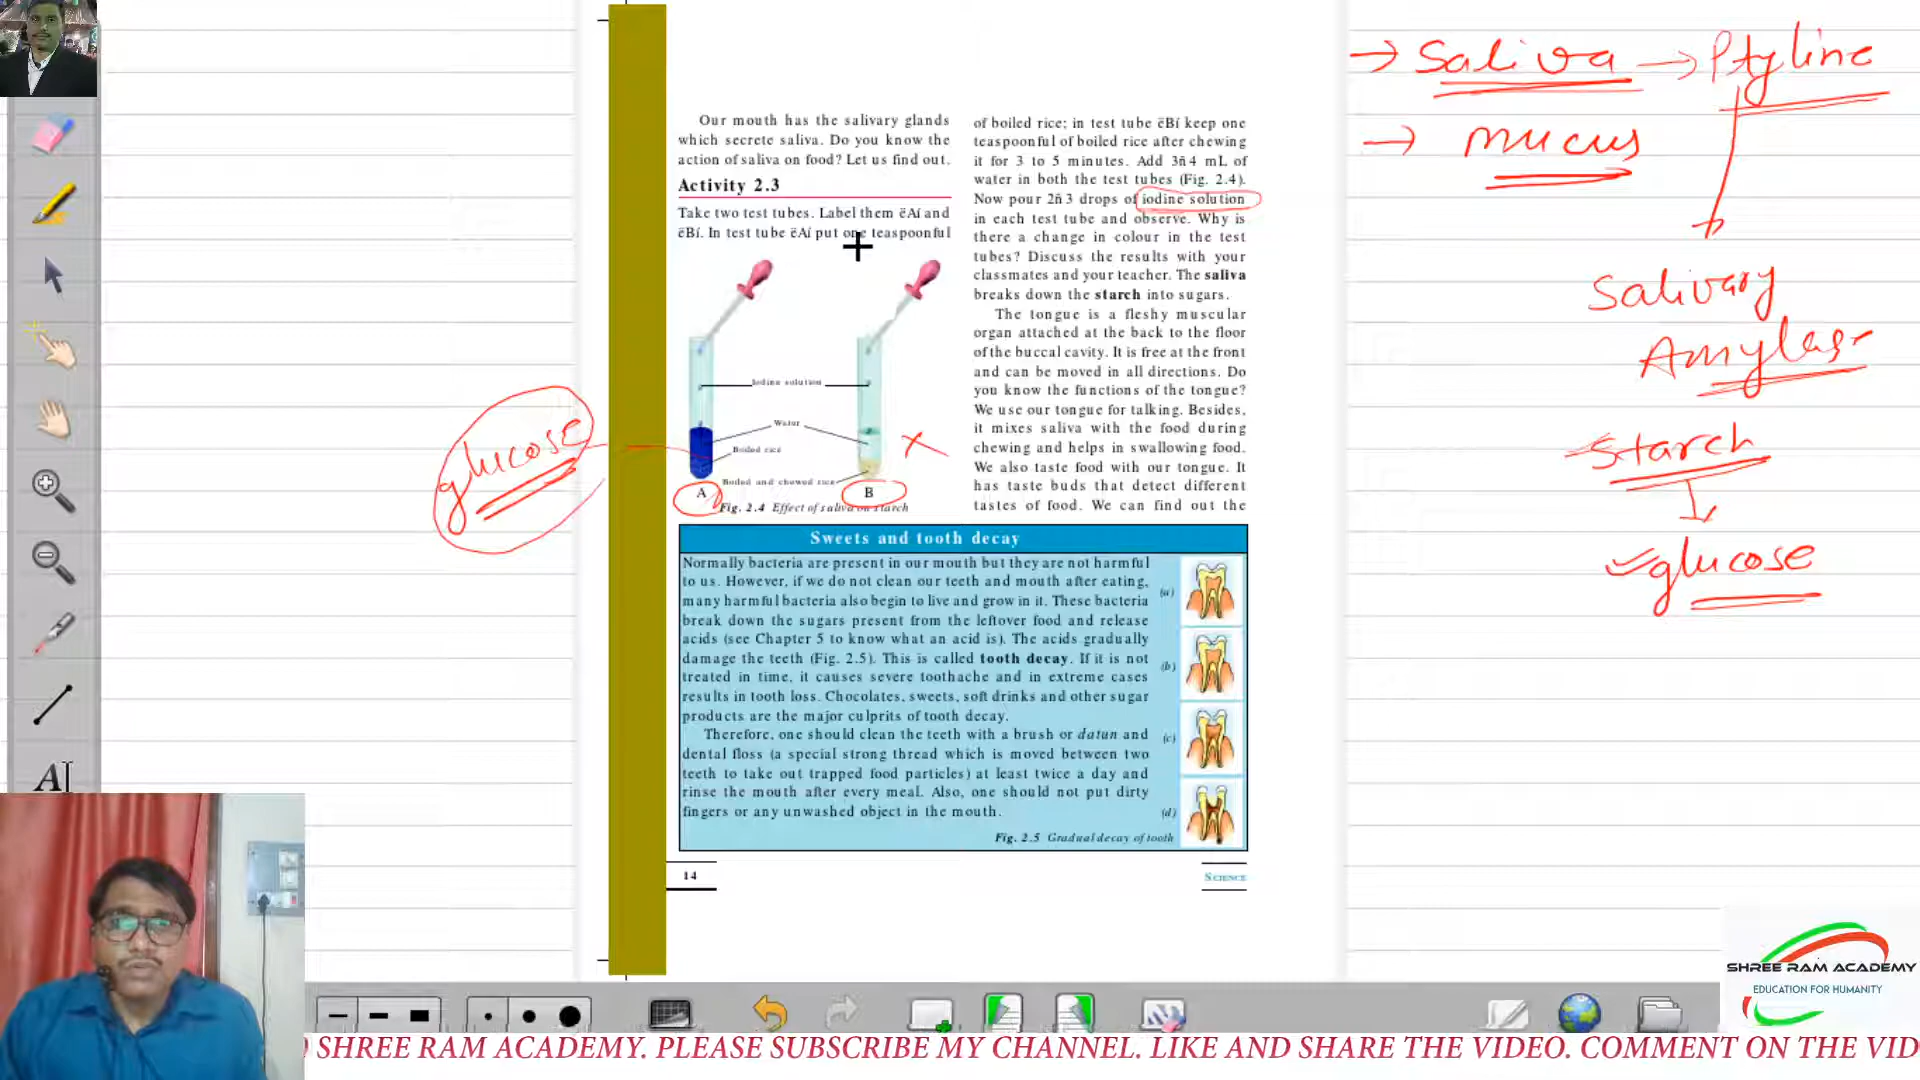 Our mouth has the salivary glands
which secrete saliva. Do you know the
action of saliva on food? Let us find out.
Activity 2.3
Take two test tubes. Label them ëAí and
ëBí. In test tube ëAí put one teaspoonful
Iodine solution
Water
Boiled rice
Boiled and chewed rice
A
B
Fig. 2.4 Effect of saliva on starch
of boiled rice; in test tube ëBí keep one
teaspoonful of boiled rice after chewing
it for 3 to 5 minutes. Add 3ñ4 mL of
water in both the test tubes (Fig. 2.4).
Now pour 2ñ3 drops of iodine solution
in each test tube and observe. Why is
there a change in colour in the test
tubes? Discuss the results with your
classmates and your teacher. The saliva
breaks down the starch into sugars.
The tongue is a fleshy muscular
organ attached at the back to the floor
of the buccal cavity. It is free at the front
and can be moved in all directions. Do
you know the functions of the tongue?
We use our tongue for talking. Besides,
it mixes saliva with the food during
chewing and helps in swallowing food.
We also taste food with our tongue. It
has taste buds that detect different
tastes of food. We can find out the
Sweets and tooth decay
Normally bacteria are present in our mouth but they are not harmful
to us. However, if we do not clean our teeth and mouth after eating,
many harmful bacteria also begin to live and grow in it. These bacteria
break down the sugars present from the leftover food and release
acids (see Chapter 5 to know what an acid is). The acids gradually
damage the teeth (Fig. 2.5). This is called tooth decay. If it is not
treated in time, it causes severe toothache and in extreme cases
results in tooth loss. Chocolates, sweets, soft drinks and other sugar
products are the major culprits of tooth decay.
Therefore, one should clean the teeth with a brush or datun and
dental floss (a special strong thread which is moved between two
teeth to take out trapped food particles) at least twice a day and
rinse the mouth after every meal. Also, one should not put dirty
fingers or any unwashed object in the mouth.
(a)
(b)
(c)
(d)
Fig. 2.5 Gradual decay of tooth
14
SCIENCE
glucose
→ Saliva → Ptyline
→ mucus
Salivary
Amylase
Starch
glucose
A
SHREE RAM ACADEMY
EDUCATION FOR HUMANITY
SHREE RAM ACADEMY. PLEASE SUBSCRIBE MY CHANNEL. LIKE AND SHARE THE VIDEO. COMMENT ON THE VID